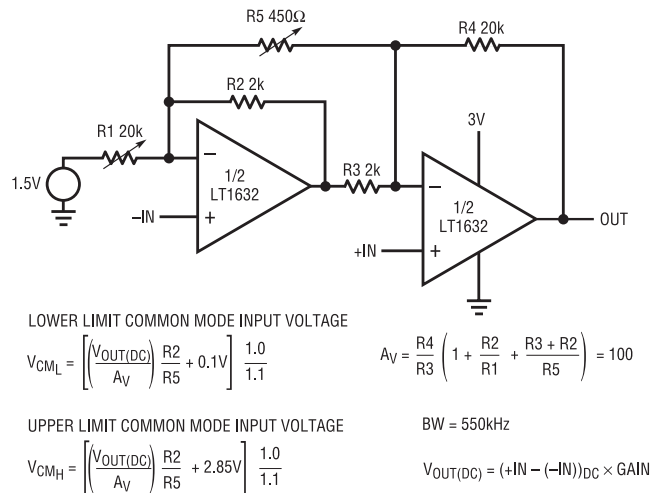 R5 450Ω
R4 20k
R2 2k
R1 20k
3V
1.5V
–
1/2
LT1632
+
–IN
R3 2k
–
1/2
LT1632
+
+IN
OUT
LOWER LIMIT COMMON MODE INPUT VOLTAGE
V_CM_L = [(V_OUT(DC) / A_V) R2 / R5 + 0.1V] 1.0 / 1.1
A_V = R4 / R3 (1 + R2 / R1 + R3 + R2 / R5) = 100
UPPER LIMIT COMMON MODE INPUT VOLTAGE
BW = 550kHz
V_CM_H = [(V_OUT(DC) / A_V) R2 / R5 + 2.85V] 1.0 / 1.1
V_OUT(DC) = (+IN – (–IN))_DC × GAIN